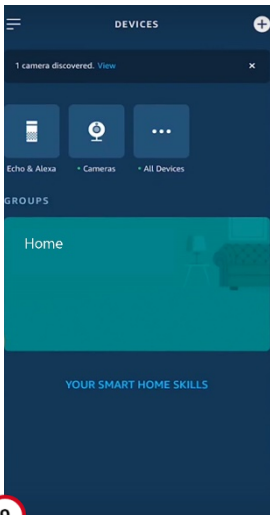 DEVICES
1 camera discovered. View ×
Echo & Alexa • Cameras • All Devices
GROUPS
Home
YOUR SMART HOME SKILLS